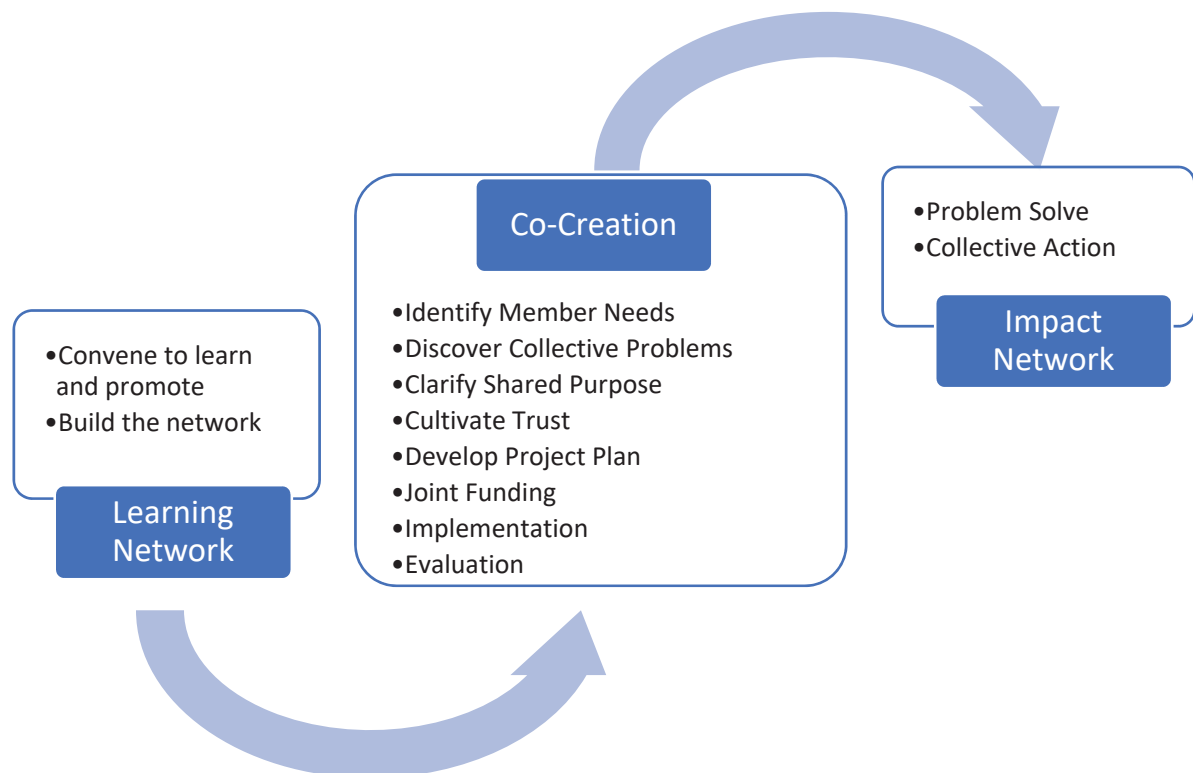 •Convene to learn
and promote
•Build the network
Learning
Network
Co-Creation
•Identify Member Needs
•Discover Collective Problems
•Clarify Shared Purpose
•Cultivate Trust
•Develop Project Plan
•Joint Funding
•Implementation
•Evaluation
•Problem Solve
•Collective Action
Impact
Network